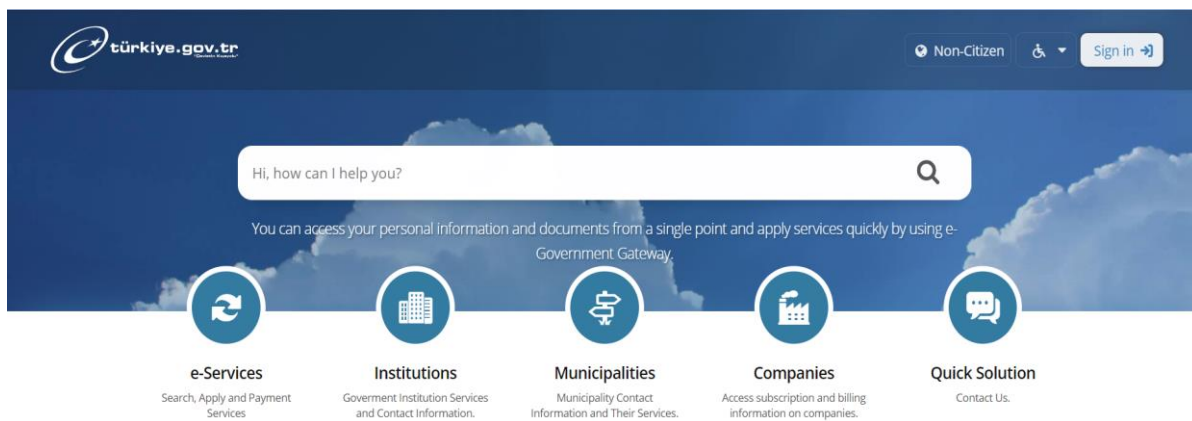 türkiye.gov.tr
Non-Citizen
Sign in
Hi, how can I help you?
You can access your personal information and documents from a single point and apply services quickly by using e-
Government Gateway.
e-Services
Search, Apply and Payment
Services
Institutions
Goverment Institution Services
and Contact Information.
Municipalities
Municipality Contact
Information and Their Services.
Companies
Access subscription and billing
information on companies.
Quick Solution
Contact Us.